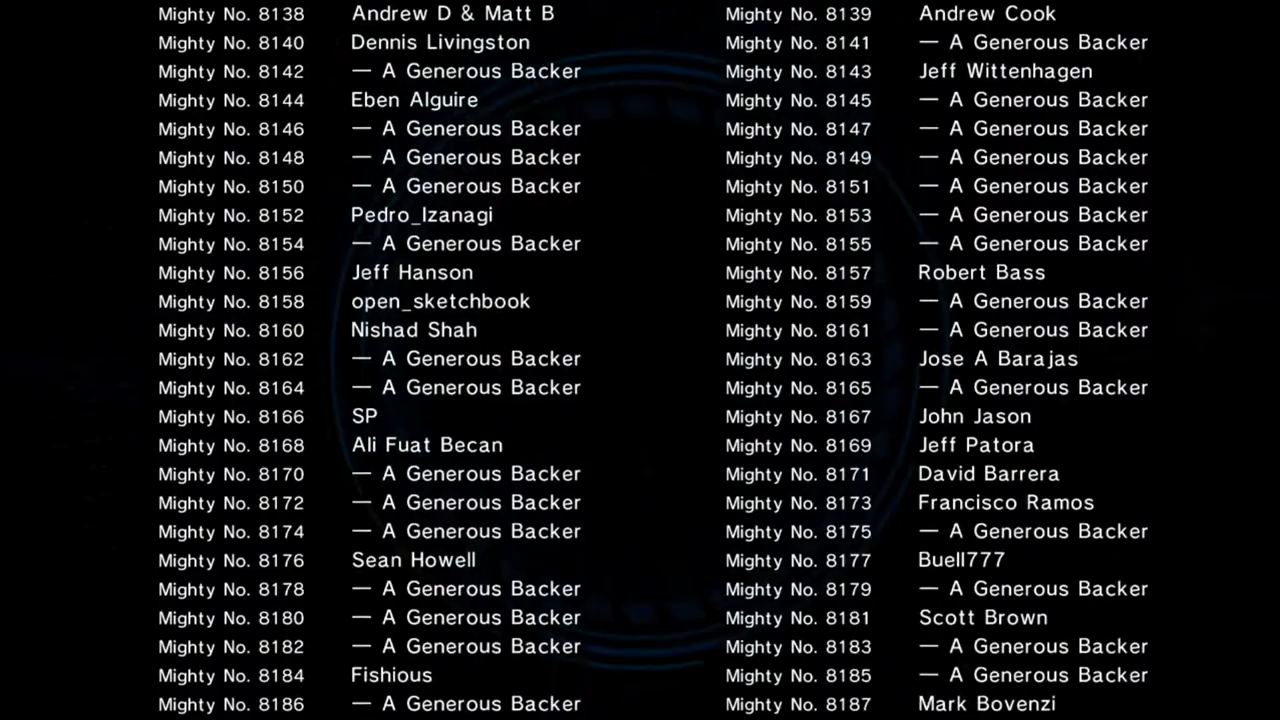 Mighty No. 8138 Andrew D & Matt B Mighty No. 8139 Andrew Cook
Mighty No. 8140 Dennis Livingston Mighty No. 8141 — A Generous Backer
Mighty No. 8142 — A Generous Backer Mighty No. 8143 Jeff Wittenhagen
Mighty No. 8144 Eben Alguire Mighty No. 8145 — A Generous Backer
Mighty No. 8146 — A Generous Backer Mighty No. 8147 — A Generous Backer
Mighty No. 8148 — A Generous Backer Mighty No. 8149 — A Generous Backer
Mighty No. 8150 — A Generous Backer Mighty No. 8151 — A Generous Backer
Mighty No. 8152 Pedro_Izanagi Mighty No. 8153 — A Generous Backer
Mighty No. 8154 — A Generous Backer Mighty No. 8155 — A Generous Backer
Mighty No. 8156 Jeff Hanson Mighty No. 8157 Robert Bass
Mighty No. 8158 open_sketchbook Mighty No. 8159 — A Generous Backer
Mighty No. 8160 Nishad Shah Mighty No. 8161 — A Generous Backer
Mighty No. 8162 — A Generous Backer Mighty No. 8163 Jose A Barajas
Mighty No. 8164 — A Generous Backer Mighty No. 8165 — A Generous Backer
Mighty No. 8166 SP Mighty No. 8167 John Jason
Mighty No. 8168 Ali Fuat Becan Mighty No. 8169 Jeff Patora
Mighty No. 8170 — A Generous Backer Mighty No. 8171 David Barrera
Mighty No. 8172 — A Generous Backer Mighty No. 8173 Francisco Ramos
Mighty No. 8174 — A Generous Backer Mighty No. 8175 — A Generous Backer
Mighty No. 8176 Sean Howell Mighty No. 8177 Buell777
Mighty No. 8178 — A Generous Backer Mighty No. 8179 — A Generous Backer
Mighty No. 8180 — A Generous Backer Mighty No. 8181 Scott Brown
Mighty No. 8182 — A Generous Backer Mighty No. 8183 — A Generous Backer
Mighty No. 8184 Fishious Mighty No. 8185 — A Generous Backer
Mighty No. 8186 — A Generous Backer Mighty No. 8187 Mark Bovenzi